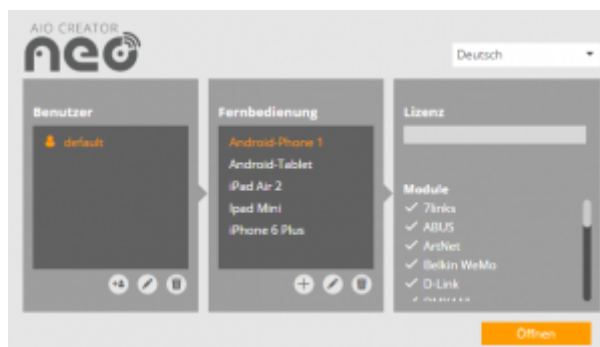 AIO CREATOR
neo
Deutsch
Benutzer
default
Fernbedienung
Android-Phone 1
Android-Tablet
iPad Air 2
Ipad Mini
iPhone 6 Plus
Lizenz
Module
7links
ABUS
ArtNet
Belkin WeMo
D-Link
Öffnen